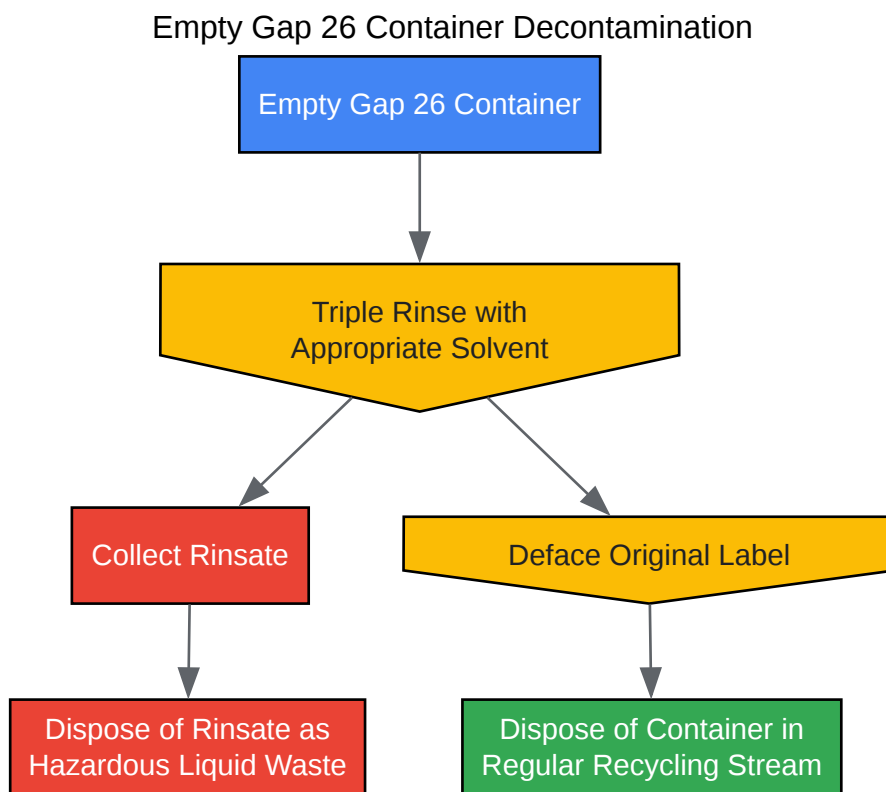 Empty Gap 26 Container Decontamination
Empty Gap 26 Container
Triple Rinse with
Appropriate Solvent
Collect Rinsate
Deface Original Label
Dispose of Rinsate as
Hazardous Liquid Waste
Dispose of Container in
Regular Recycling Stream